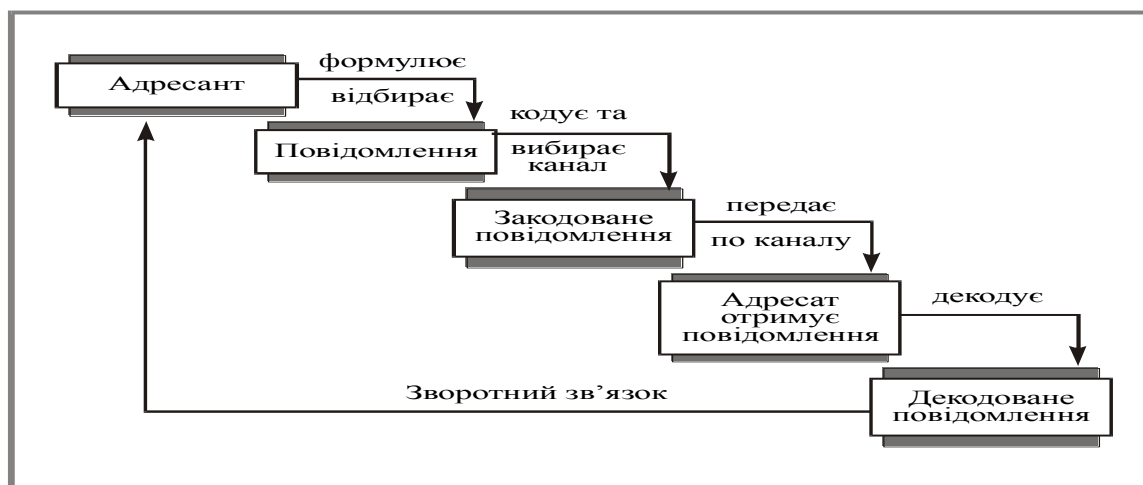 Адресант
формулює
відбирає
Повідомлення
кодує та
вибирає
канал
Закодоване
повідомлення
передає
по каналу
Адресат
отримує
повідомлення
декодує
Декодоване
повідомлення
Зворотний зв’язок